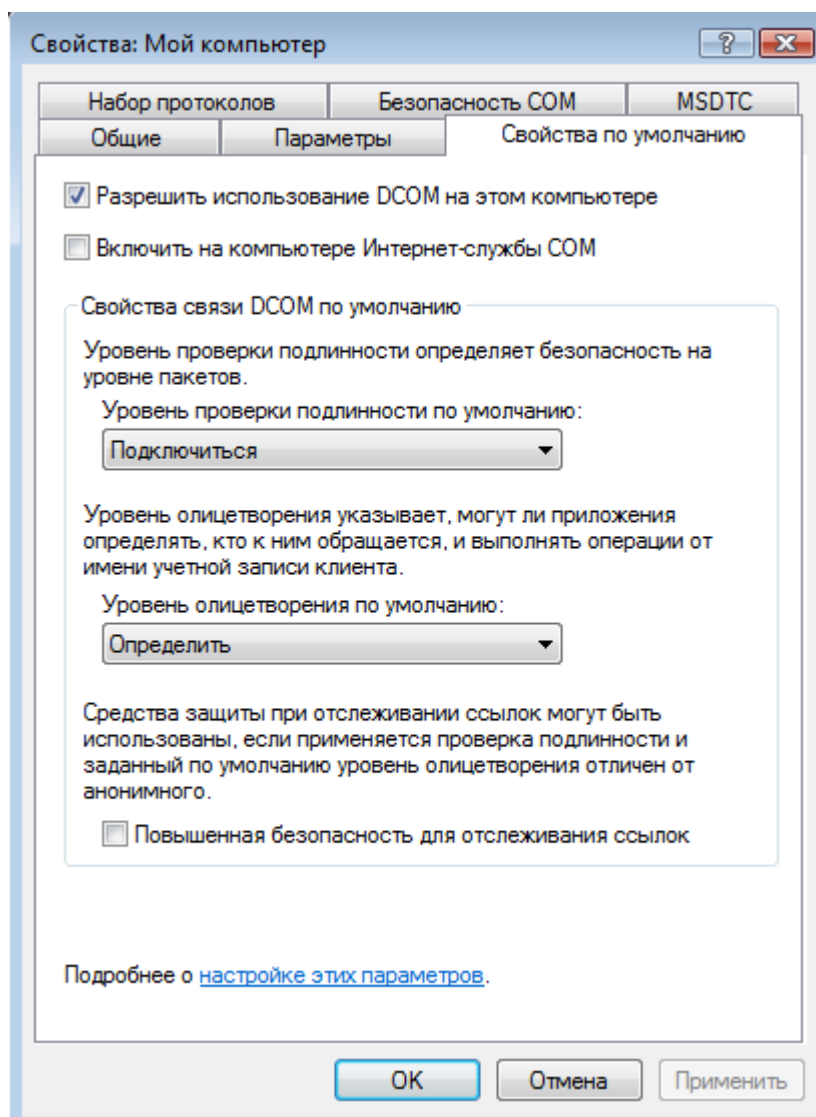 Свойства: Мой компьютер
Набор протоколов Безопасность COM MSDTC
Общие Параметры Свойства по умолчанию
Разрешить использование DCOM на этом компьютере
Включить на компьютере Интернет-службы COM
Свойства связи DCOM по умолчанию
Уровень проверки подлинности определяет безопасность на
уровне пакетов.
Уровень проверки подлинности по умолчанию:
Подключиться
Уровень олицетворения указывает, могут ли приложения
определять, кто к ним обращается, и выполнять операции от
имени учетной записи клиента.
Уровень олицетворения по умолчанию:
Определить
Средства защиты при отслеживании ссылок могут быть
использованы, если применяется проверка подлинности и
заданный по умолчанию уровень олицетворения отличен от
анонимного.
Повышенная безопасность для отслеживания ссылок
Подробнее о настройке этих параметров.
OK Отмена Применить